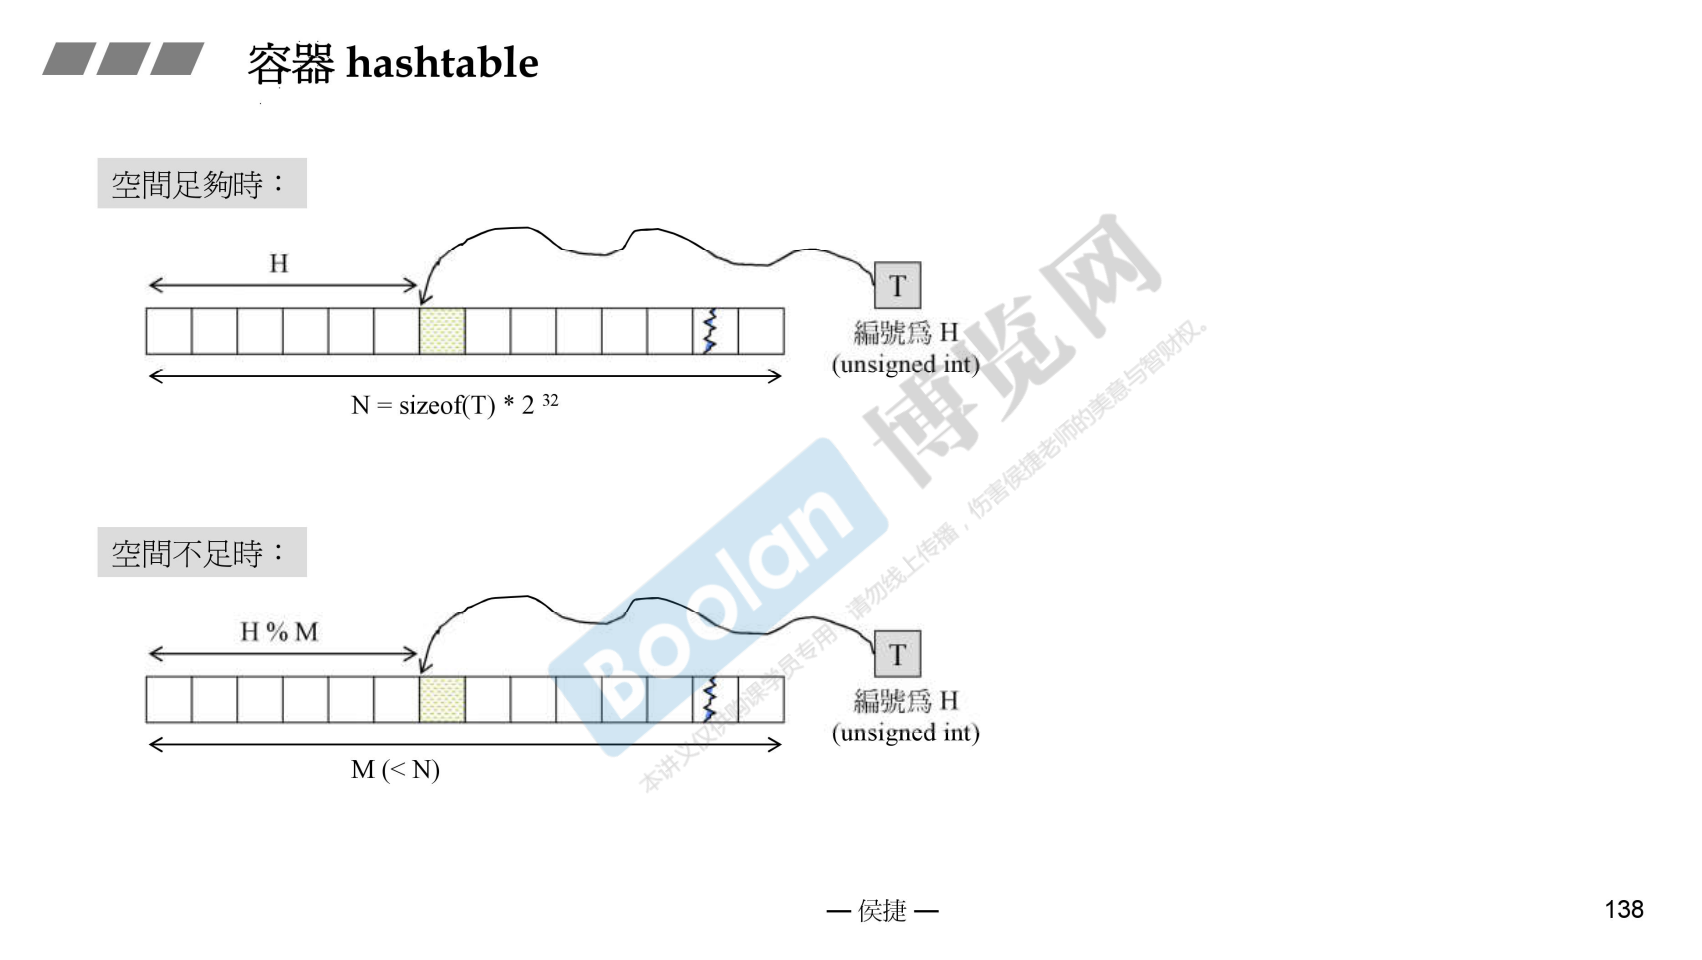 容器 hashtable
空間足夠時：
H
T
編號爲 H
(unsigned int)
N = sizeof(T) * 2 32
空間不足時：
H % M
T
編號爲 H
(unsigned int)
M (< N)
Boolan 博览网
本讲义仅供购课学员专用，请勿线上传播，伤害侯捷老师的美意与智财权。
— 侯捷 —
138